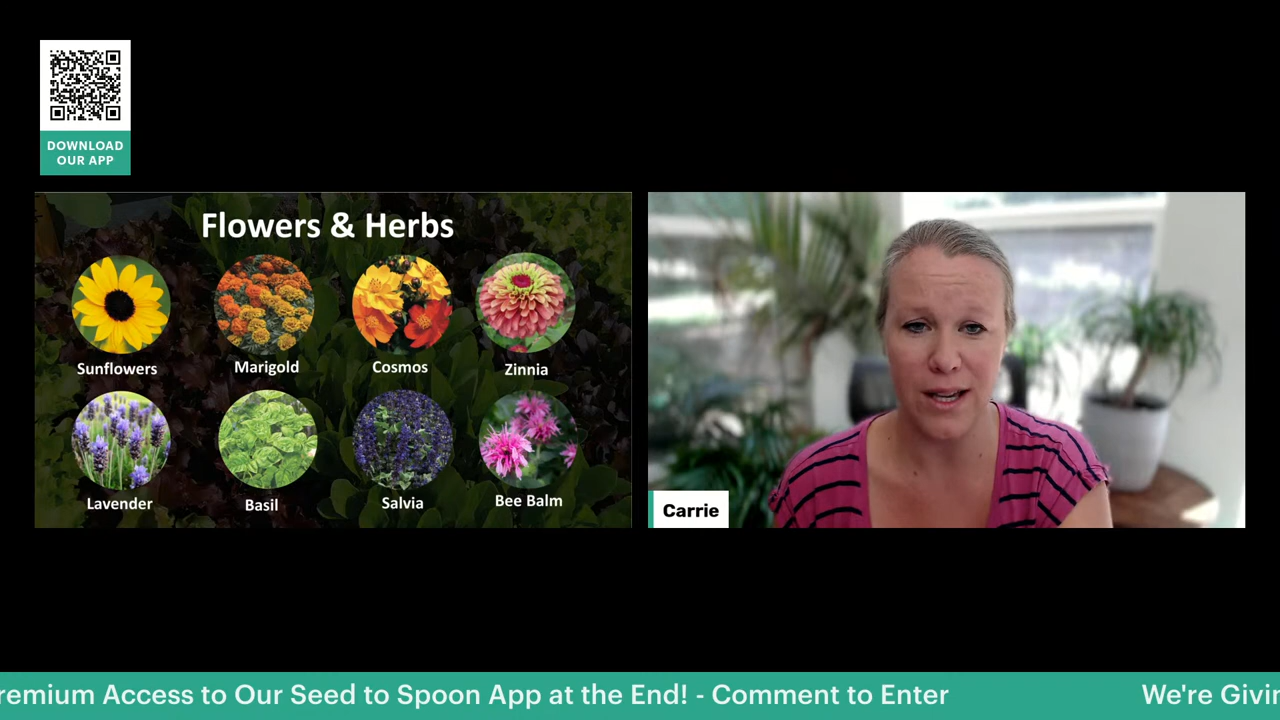 DOWNLOAD
OUR APP
Flowers & Herbs
Sunflowers
Marigold
Cosmos
Zinnia
Lavender
Basil
Salvia
Bee Balm
Carrie
remium Access to Our Seed to Spoon App at the End! - Comment to Enter
We're Givin